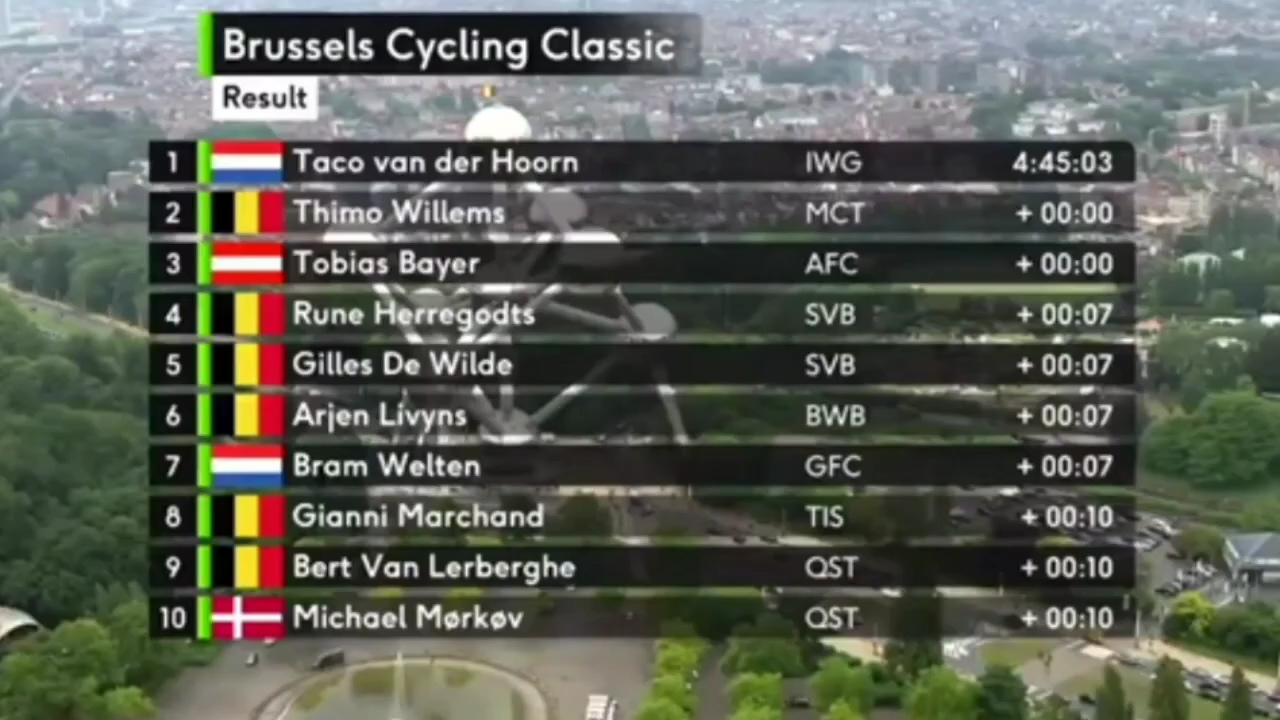 Brussels Cycling Classic
Result
1 Taco van der Hoorn IWG 4:45:03
2 Thimo Willems MCT + 00:00
3 Tobias Bayer AFC + 00:00
4 Rune Herregodts SVB + 00:07
5 Gilles De Wilde SVB + 00:07
6 Arjen Livyns BWB + 00:07
7 Bram Welten GFC + 00:07
8 Gianni Marchand TIS + 00:10
9 Bert Van Lerberghe QST + 00:10
10 Michael Mørkøv QST + 00:10